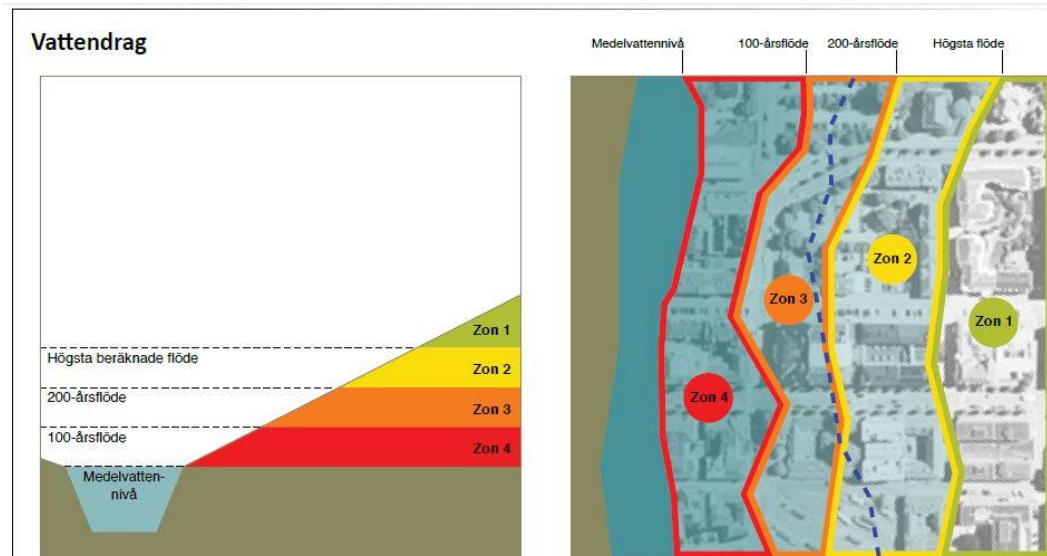 Vattendrag
Zon 1
Högsta beräknade flöde
Zon 2
200-årsflöde
Zon 3
100-årsflöde
Zon 4
Medelvatten-
nivå
Medelvattennivå
100-årsflöde
200-årsflöde
Högsta flöde
Zon 2
Zon 3
Zon 1
Zon 4